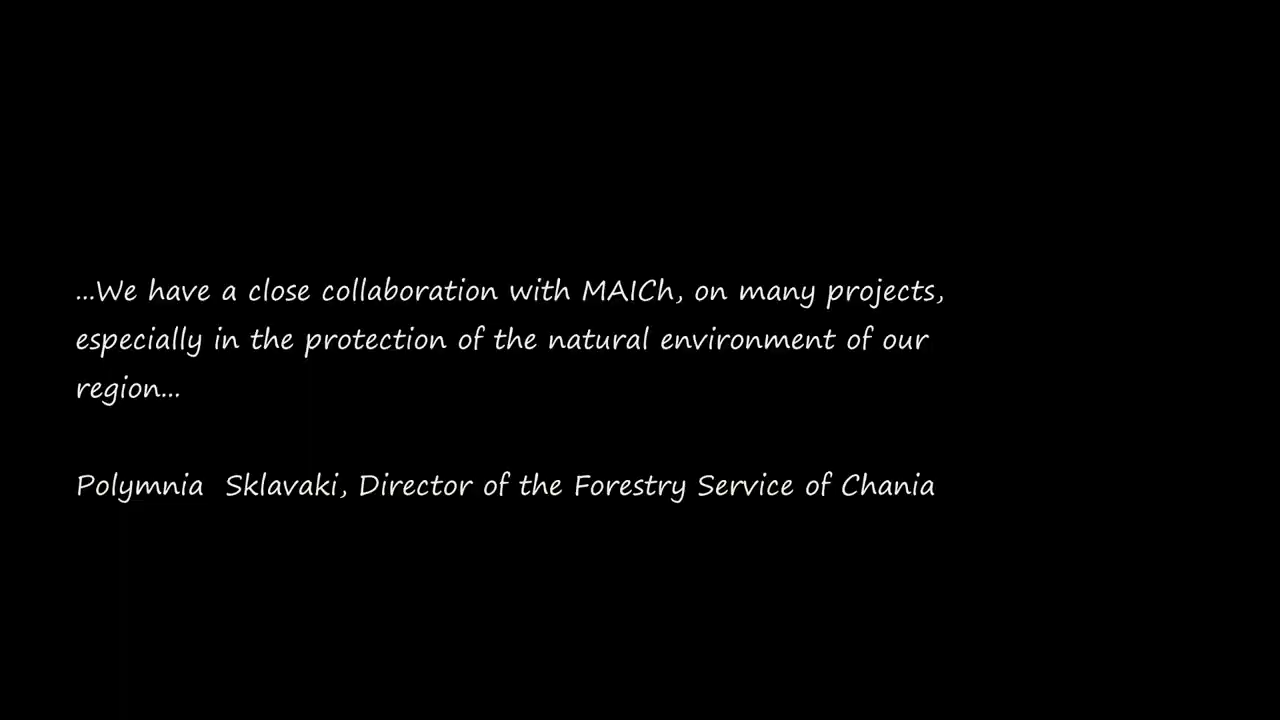 ...We have a close collaboration with MAICh, on many projects,
especially in the protection of the natural environment of our
region...
Polymnia  Sklavaki, Director of the Forestry Service of Chania